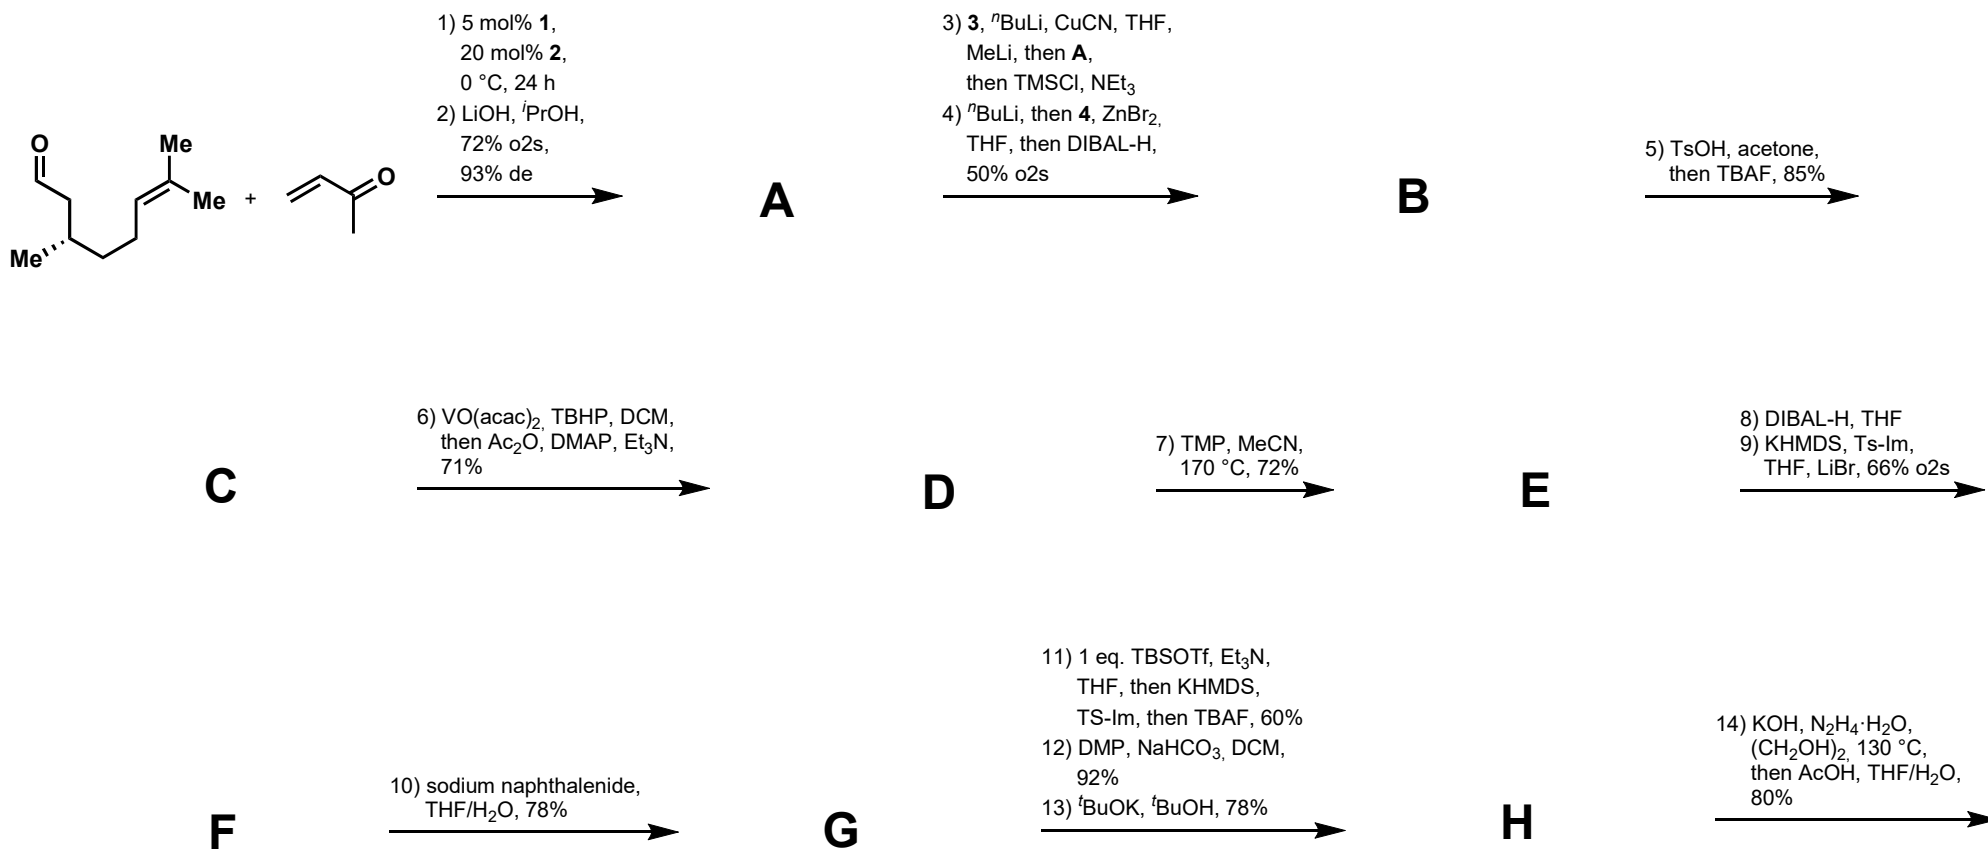 1) 5 mol% 1,
20 mol% 2,
0 °C, 24 h
2) LiOH, iPrOH,
72% o2s,
93% de
3) 3, nBuLi, CuCN, THF,
MeLi, then A,
then TMSCl, NEt3
4) nBuLi, then 4, ZnBr2,
THF, then DIBAL-H,
50% o2s
5) TsOH, acetone,
then TBAF, 85%
O
Me
Me
Me
+
O
A
B
6) VO(acac)2, TBHP, DCM,
then Ac2O, DMAP, Et3N,
71%
7) TMP, MeCN,
170 °C, 72%
8) DIBAL-H, THF
9) KHMDS, Ts-Im,
THF, LiBr, 66% o2s
C
D
E
10) sodium naphthalenide,
THF/H2O, 78%
11) 1 eq. TBSOTf, Et3N,
THF, then KHMDS,
TS-Im, then TBAF, 60%
12) DMP, NaHCO3, DCM,
92%
13) tBuOK, tBuOH, 78%
14) KOH, N2H4·H2O,
(CH2OH)2, 130 °C,
then AcOH, THF/H2O,
80%
F
G
H